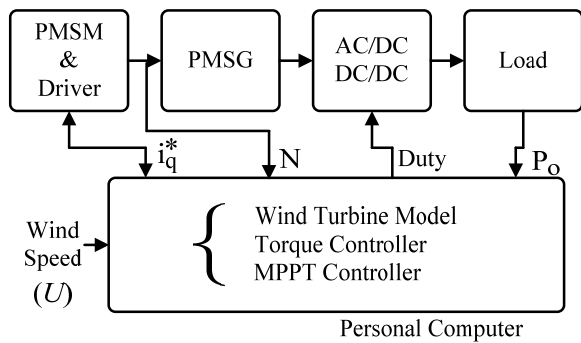 PMSM
&
Driver
PMSG
AC/DC
DC/DC
Load
i*q
N
Duty
Po
Wind
Speed
(U)
Wind Turbine Model
Torque Controller
MPPT Controller
Personal Computer